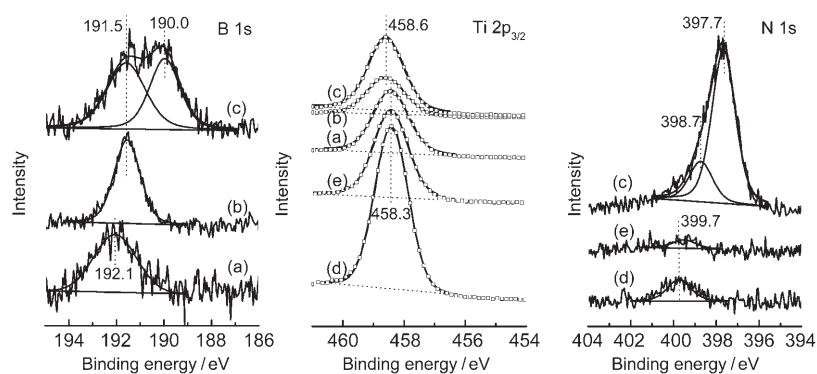 B 1s
191.5
190.0
(c)
(b)
(a)
192.1
Intensity
194 192 190 188 186
Binding energy / eV
Ti 2p3/2
458.6
(c)
(b)
(a)
(e)
458.3
(d)
Intensity
460 458 456 454
Binding energy / eV
N 1s
397.7
398.7
(c)
399.7
(e)
(d)
Intensity
404 402 400 398 396 394
Binding energy / eV